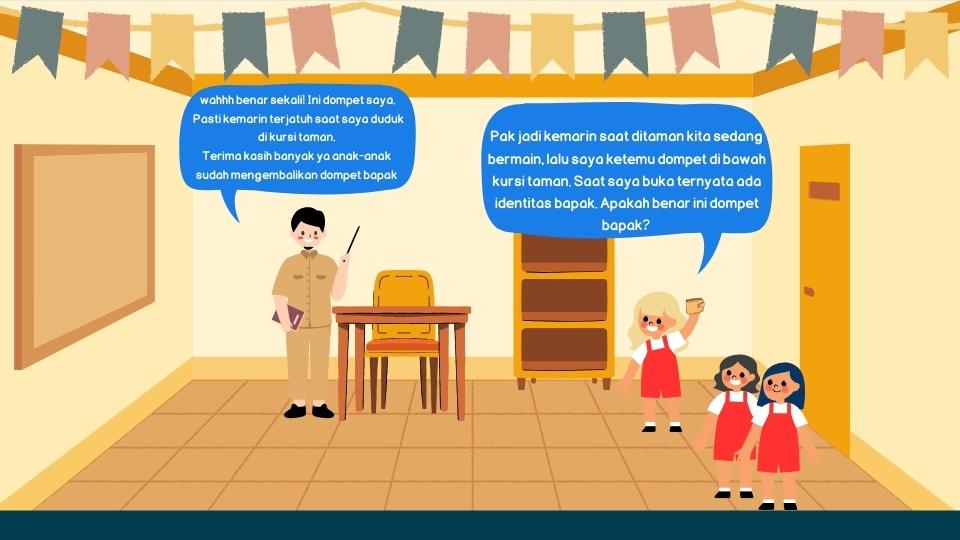 wahhh benar sekali! Ini dompet saya.
Pasti kemarin terjatuh saat saya duduk
di kursi taman.
Terima kasih banyak ya anak-anak
sudah mengembalikan dompet bapak
Pak jadi kemarin saat ditaman kita sedang
bermain, lalu saya ketemu dompet di bawah
kursi taman. Saat saya buka ternyata ada
identitas bapak. Apakah benar ini dompet
bapak?